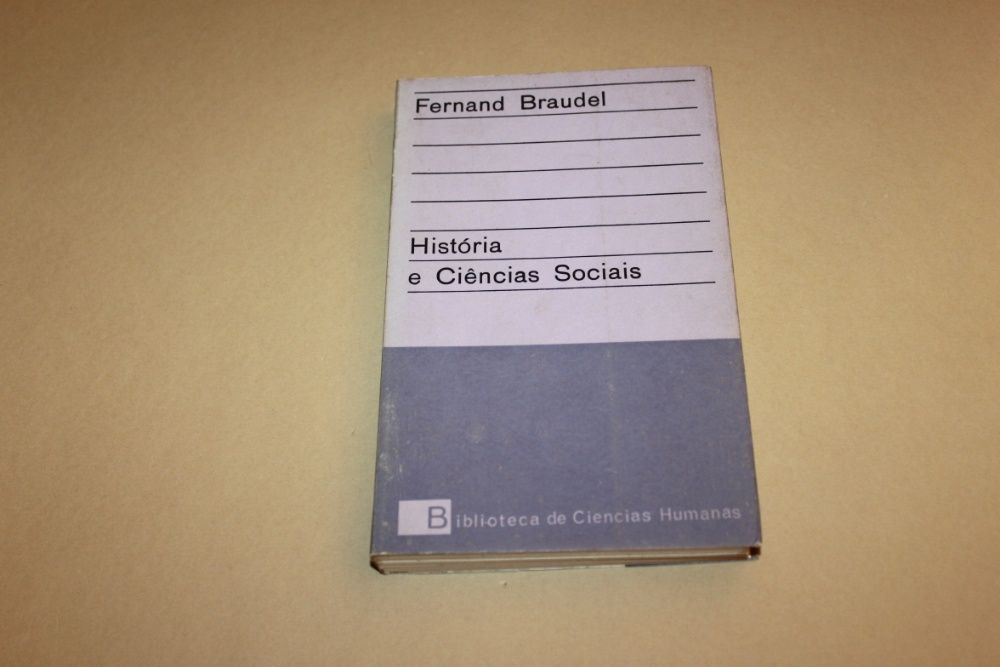 Fernand Braudel
História
e Ciências Sociais
Biblioteca de Ciencias Humanas